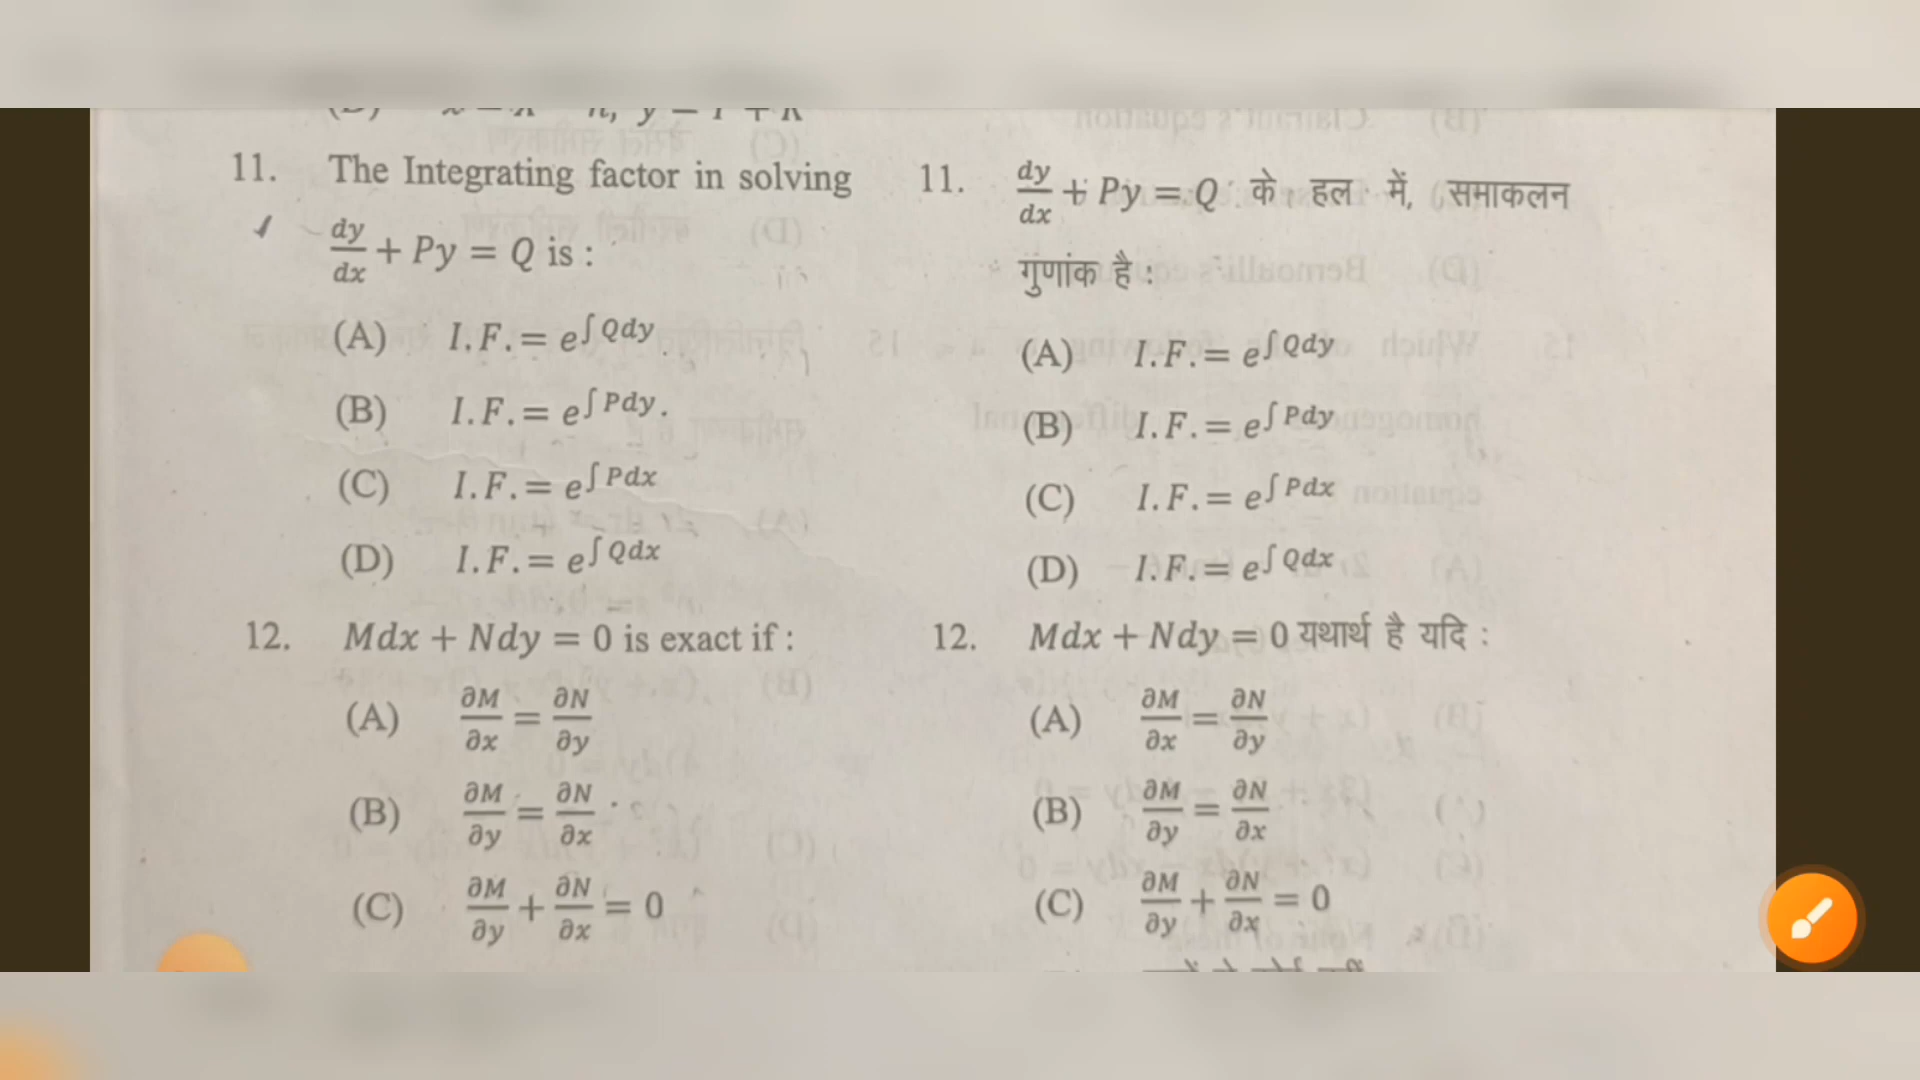 11. The Integrating factor in solving
dy/dx + Py = Q is :
(A) I.F.= e^∫Qdy
(B) I.F.= e^∫Pdy.
(C) I.F.= e^∫Pdx
(D) I.F.= e^∫Qdx
12. Mdx + Ndy = 0 is exact if :
(A) ∂M/∂x = ∂N/∂y
(B) ∂M/∂y = ∂N/∂x
(C) ∂M/∂y + ∂N/∂x = 0
11. dy/dx + Py = Q के हल में, समाकलन
गुणांक है :
(A) I.F.= e^∫Qdy
(B) I.F.= e^∫Pdy
(C) I.F.= e^∫Pdx
(D) I.F.= e^∫Qdx
12. Mdx + Ndy = 0 यथार्थ है यदि :
(A) ∂M/∂x = ∂N/∂y
(B) ∂M/∂y = ∂N/∂x
(C) ∂M/∂y + ∂N/∂x = 0